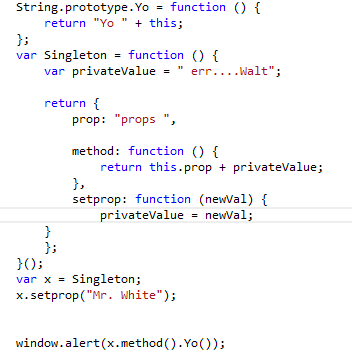 String.prototype.Yo = function () {
    return "Yo " + this;
};
var Singleton = function () {
    var privateValue = " err....Walt";

    return {
        prop: "props ",

        method: function () {
            return this.prop + privateValue;
        },
        setprop: function (newVal) {
            privateValue = newVal;
    }
    };
}();
var x = Singleton;
x.setprop("Mr. White");


window.alert(x.method().Yo());